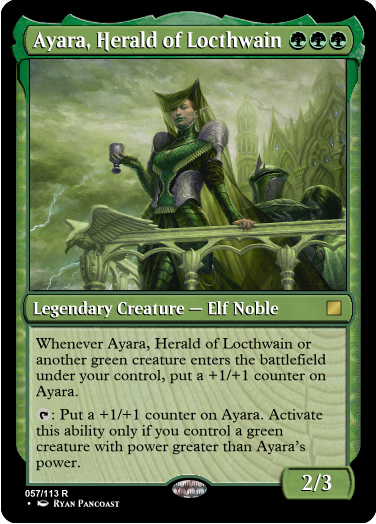 Ayara, Herald of Locthwain
Legendary Creature — Elf Noble
Whenever Ayara, Herald of Locthwain or
another green creature enters the battlefield
under your control, put a +1/+1 counter on
Ayara.
: Put a +1/+1 counter on Ayara. Activate
this ability only if you control a green
creature with power greater than Ayara's
power.
057/113 R
• Ryan Pancoast
2/3